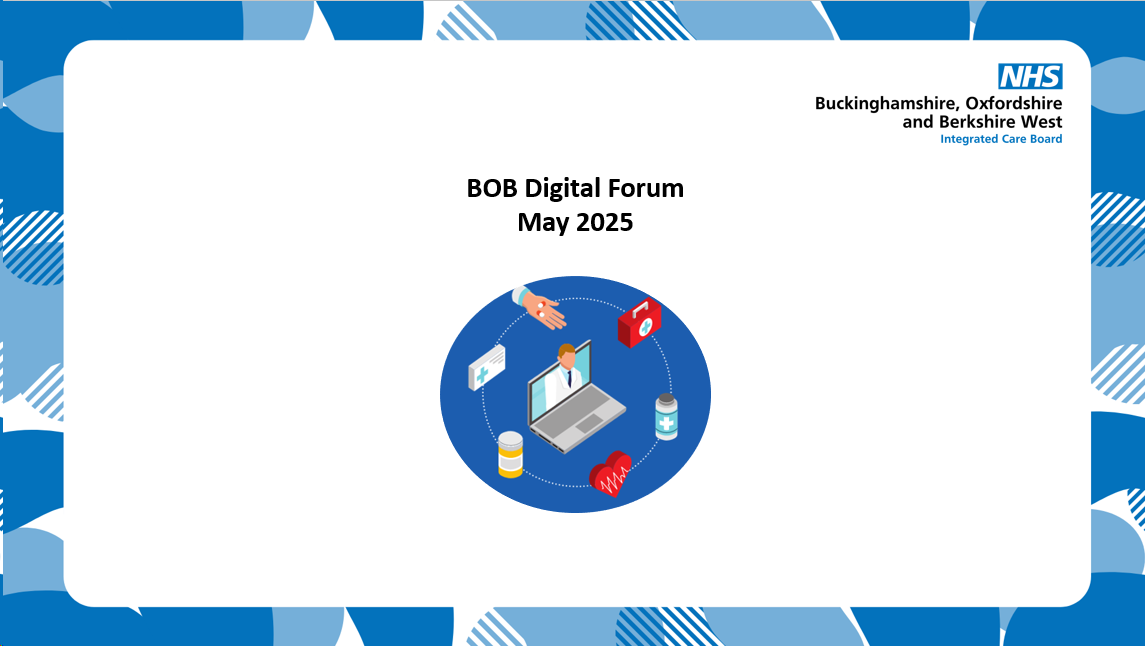 NHS
Buckinghamshire, Oxfordshire
and Berkshire West
Integrated Care Board
BOB Digital Forum
May 2025